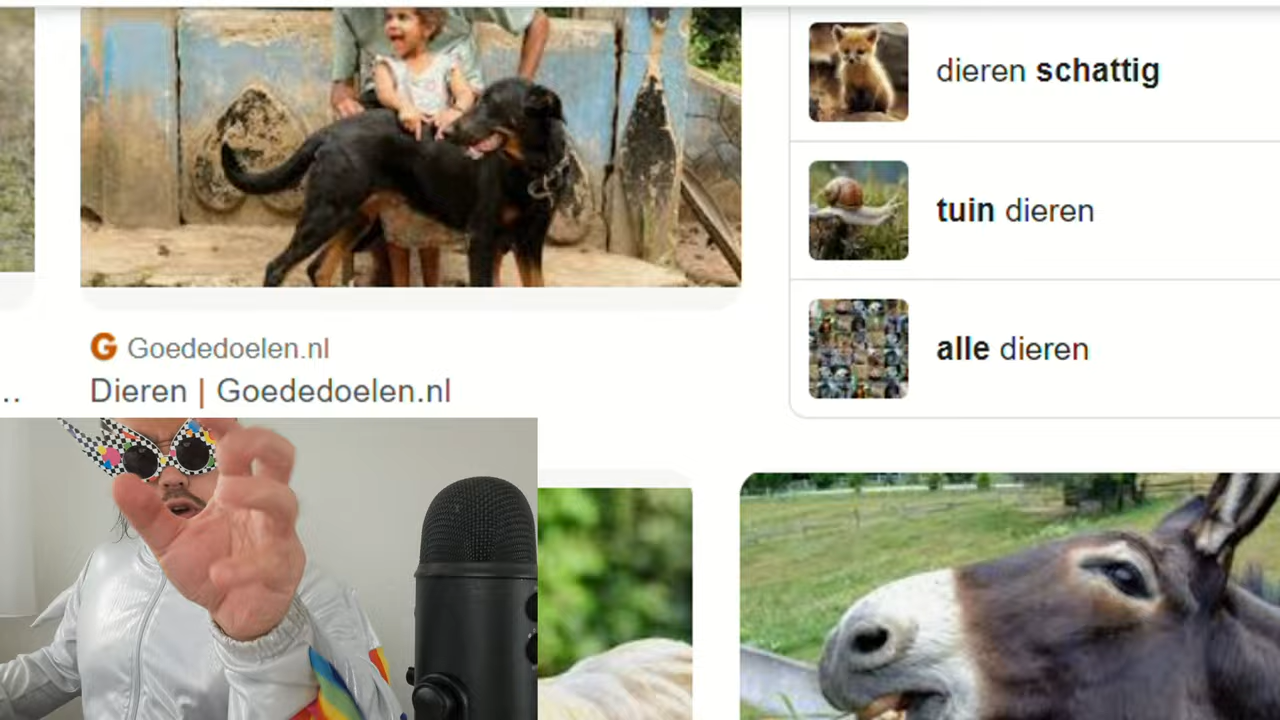 dieren schattig
tuin dieren
alle dieren
Goededoelen.nl
Dieren | Goededoelen.nl
..